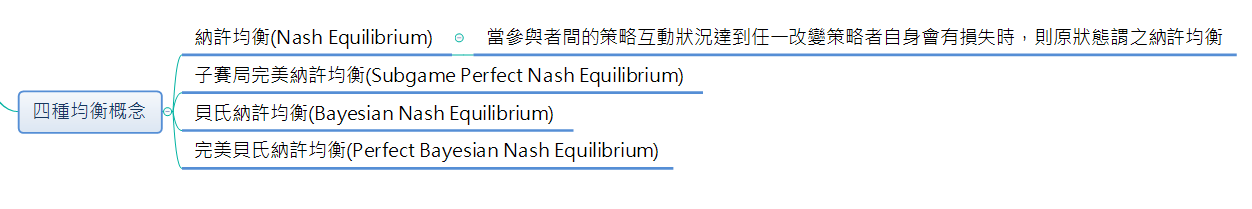 納許均衡(Nash Equilibrium)
當參與者間的策略互動狀況達到任一改變策略者自身會有損失時，則原狀態謂之納許均衡
子賽局完美納許均衡(Subgame Perfect Nash Equilibrium)
四種均衡概念
貝氏納許均衡(Bayesian Nash Equilibrium)
完美貝氏納許均衡(Perfect Bayesian Nash Equilibrium)